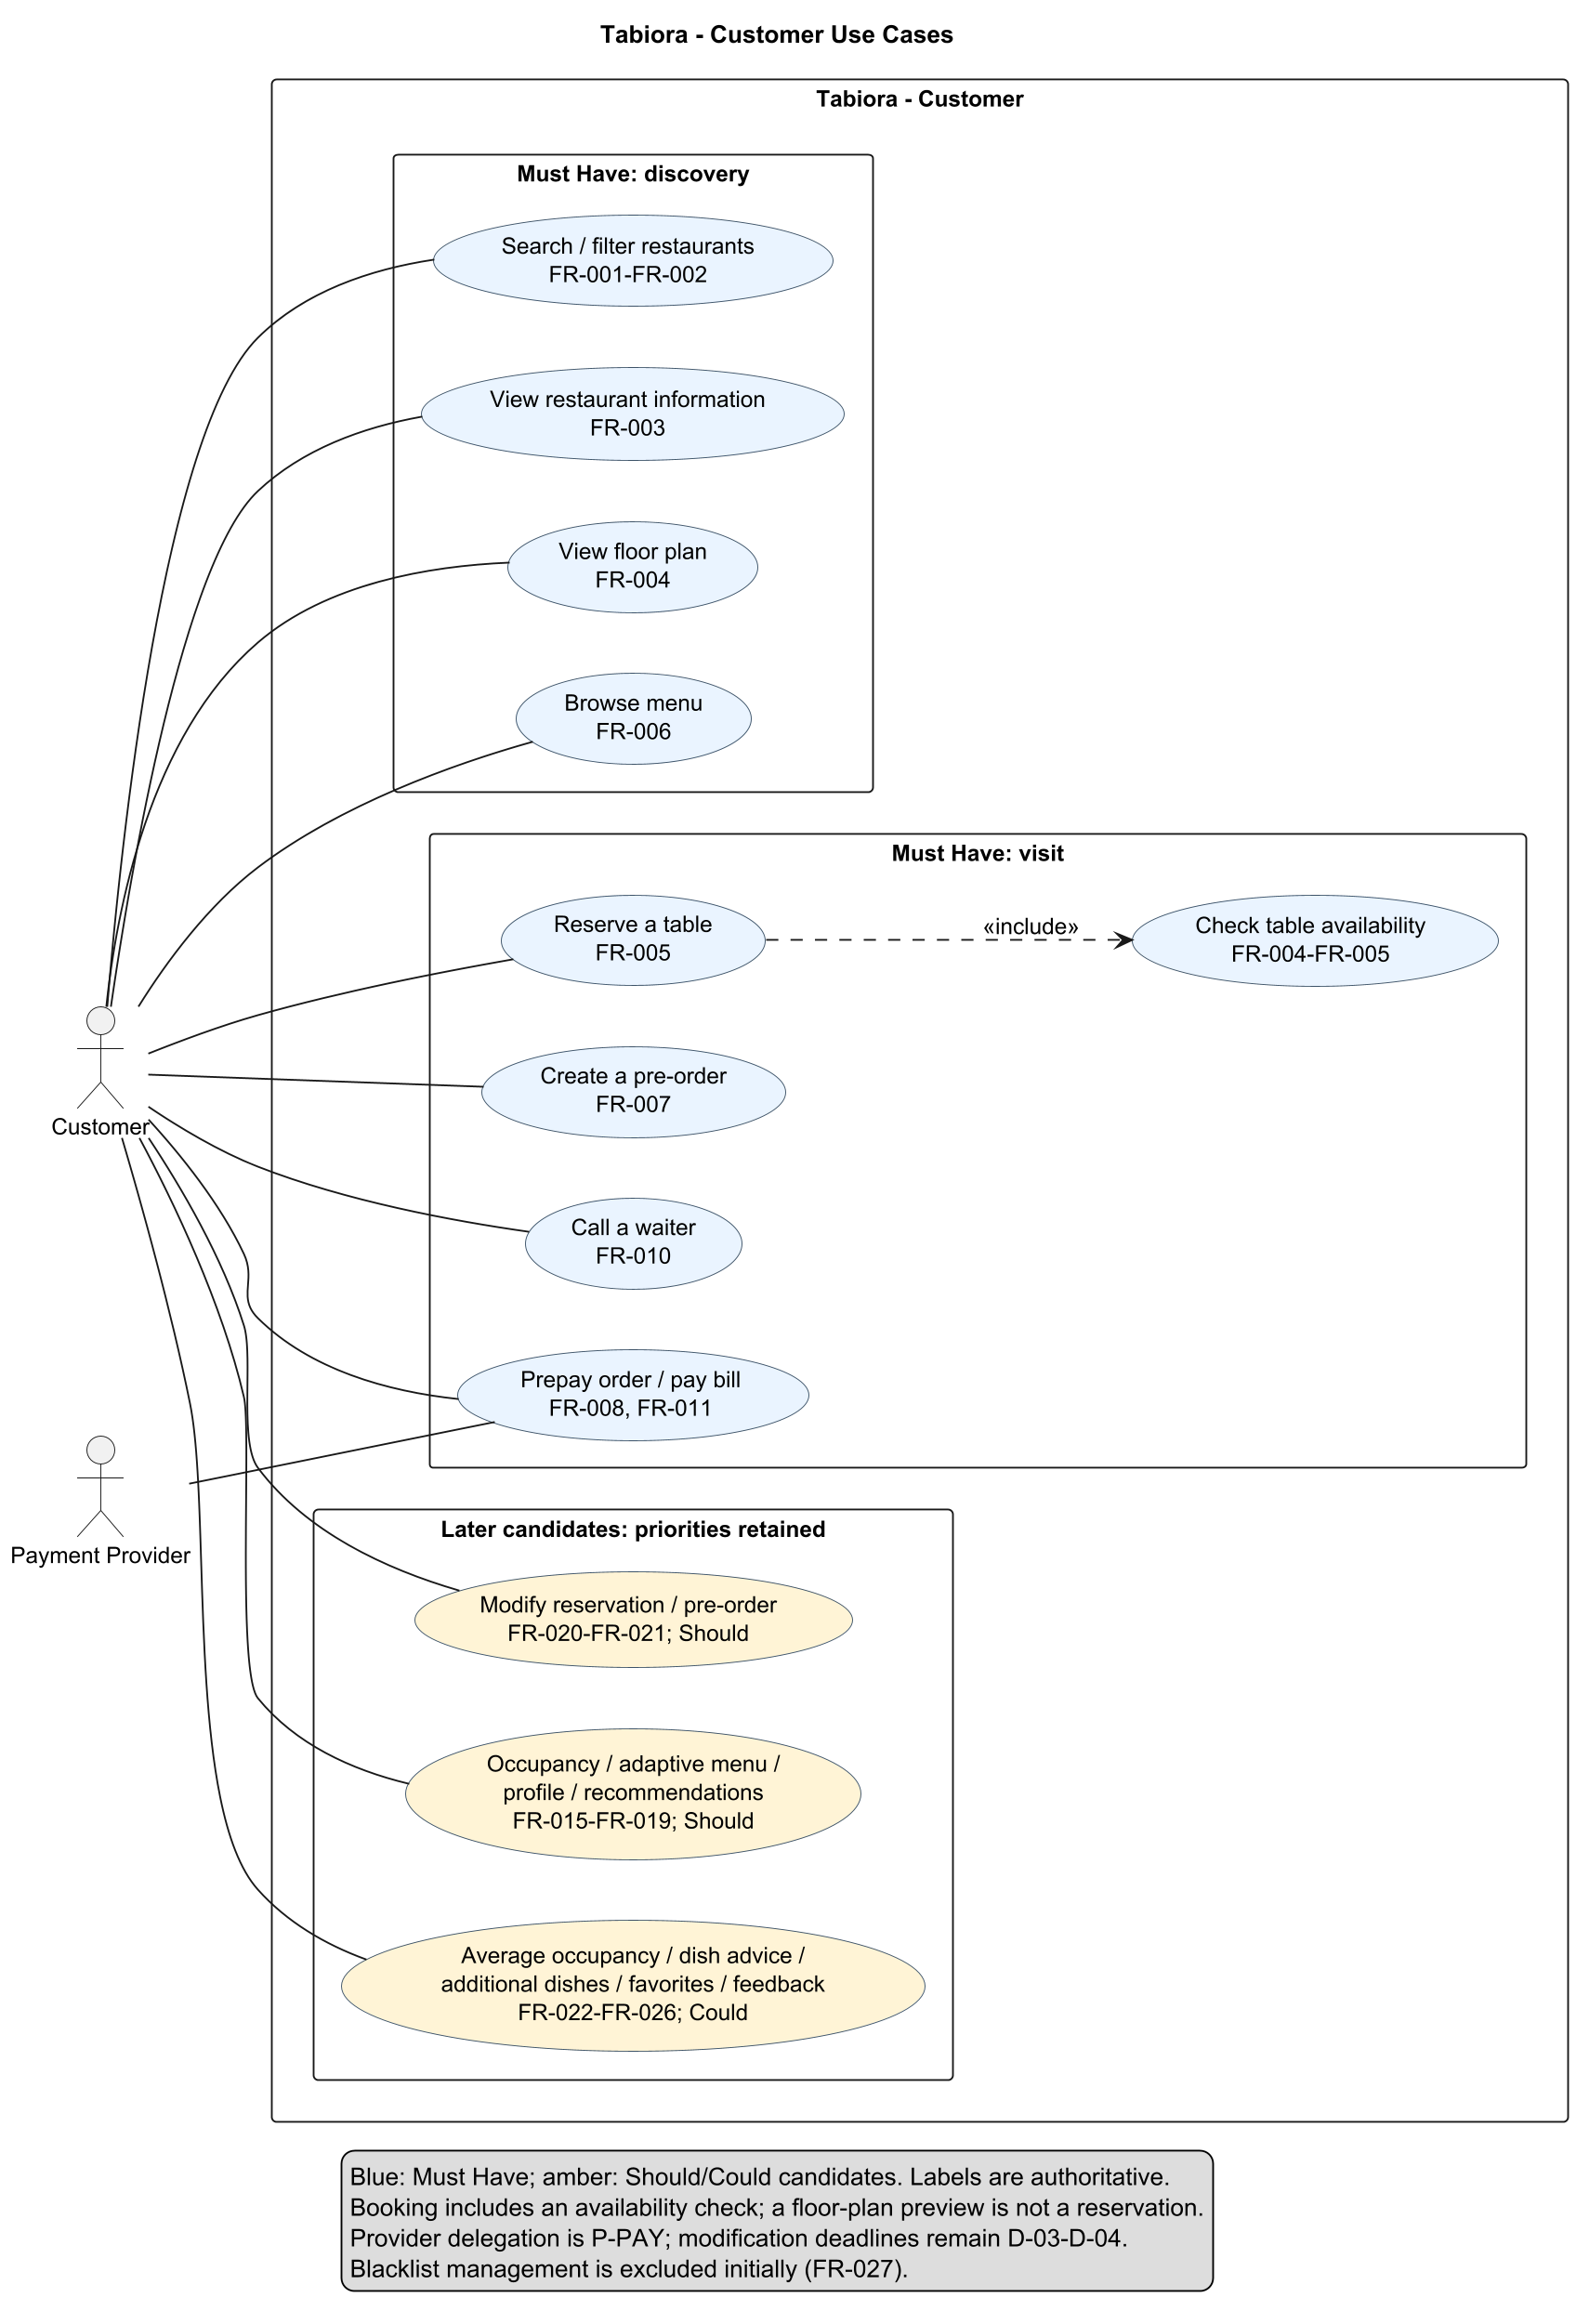 Tabiora - Customer Use Cases
Tabiora - Customer
Must Have: discovery
Search / filter restaurants
FR-001-FR-002
View restaurant information
FR-003
View floor plan
FR-004
Browse menu
FR-006
Must Have: visit
Reserve a table
FR-005
«include»
Check table availability
FR-004-FR-005
Create a pre-order
FR-007
Customer
Call a waiter
FR-010
Prepay order / pay bill
FR-008, FR-011
Payment Provider
Later candidates: priorities retained
Modify reservation / pre-order
FR-020-FR-021; Should
Occupancy / adaptive menu /
profile / recommendations
FR-015-FR-019; Should
Average occupancy / dish advice /
additional dishes / favorites / feedback
FR-022-FR-026; Could
Blue: Must Have; amber: Should/Could candidates. Labels are authoritative.
Booking includes an availability check; a floor-plan preview is not a reservation.
Provider delegation is P-PAY; modification deadlines remain D-03-D-04.
Blacklist management is excluded initially (FR-027).